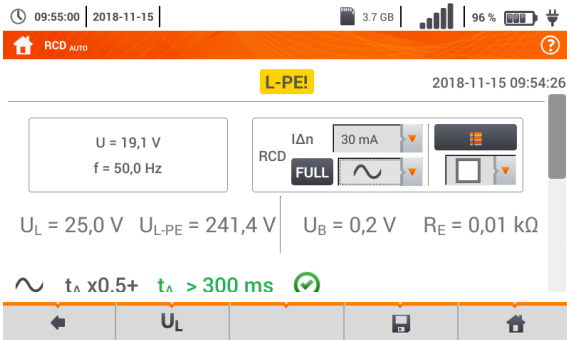 09:55:00 2018-11-15 3.7 GB 96 %
RCD AUTO ?
L-PE! 2018-11-15 09:54:26
U = 19,1 V
f = 50,0 Hz
RCD IΔn 30 mA
FULL
UL = 25,0 V UL-PE = 241,4 V UB = 0,2 V RE = 0,01 kΩ
tA x0.5+ tA > 300 ms
UL